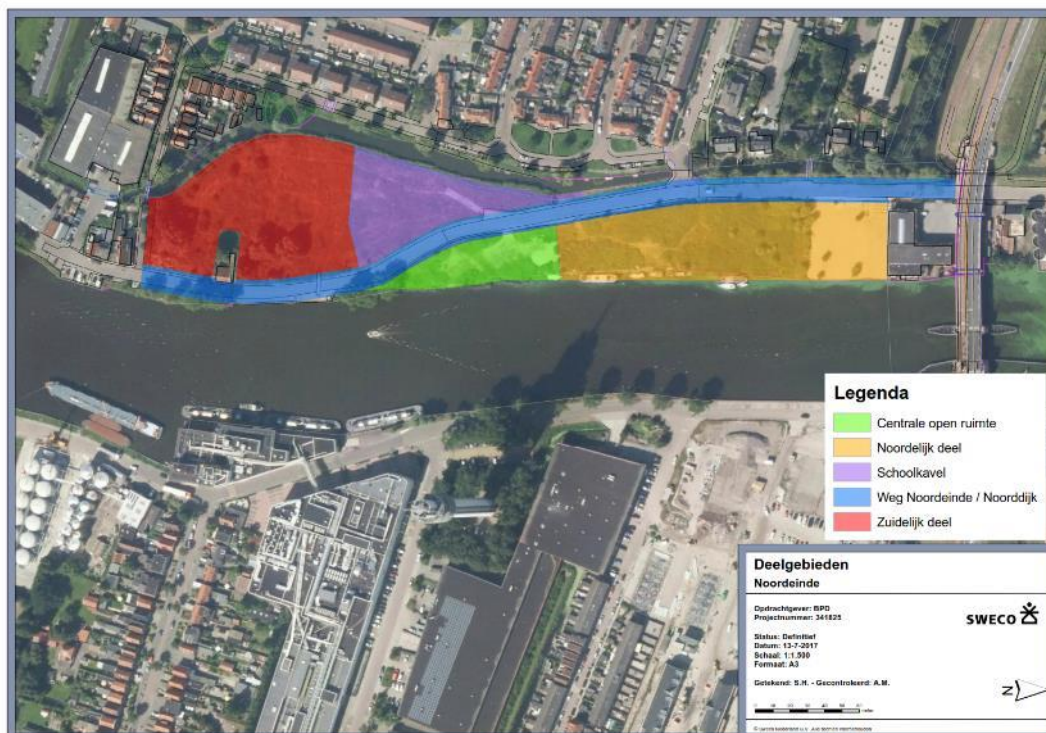 Legenda
Centrale open ruimte
Noordelijk deel
Schoolkavel
Weg Noordeinde / Noorddijk
Zuidelijk deel
Deelgebieden
Noordeinde
Opdrachtgever: BPD
Projectnummer: 341825
SWECO
Status: Definitief
Datum: 13-7-2017
Schaal: 1:1.500
Formaat: A3
Getekend: S.H. - Gecontroleerd: A.M.
N
meter